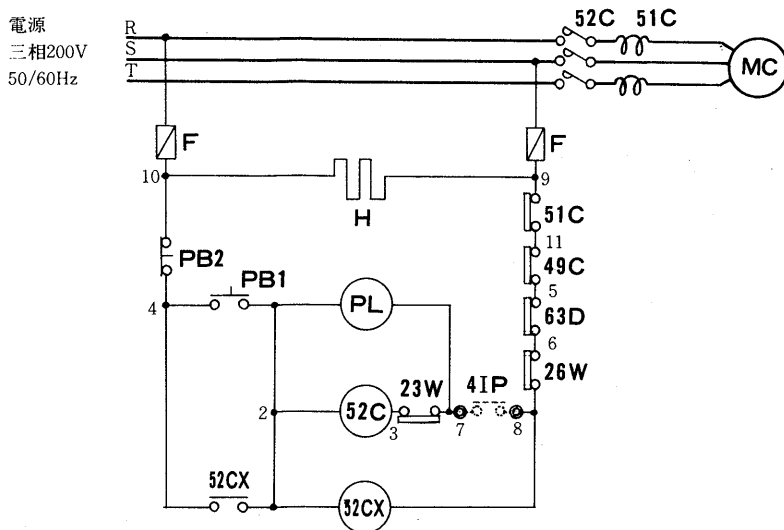 電源
三相200V
50/60Hz
R
S
T
52C
51C
MC
F
F
10
9
H
51C
11
PB2
49C
PB1
5
4
PL
63D
6
26W
23W
41P
2
52C
3
7
8
52CX
52CX